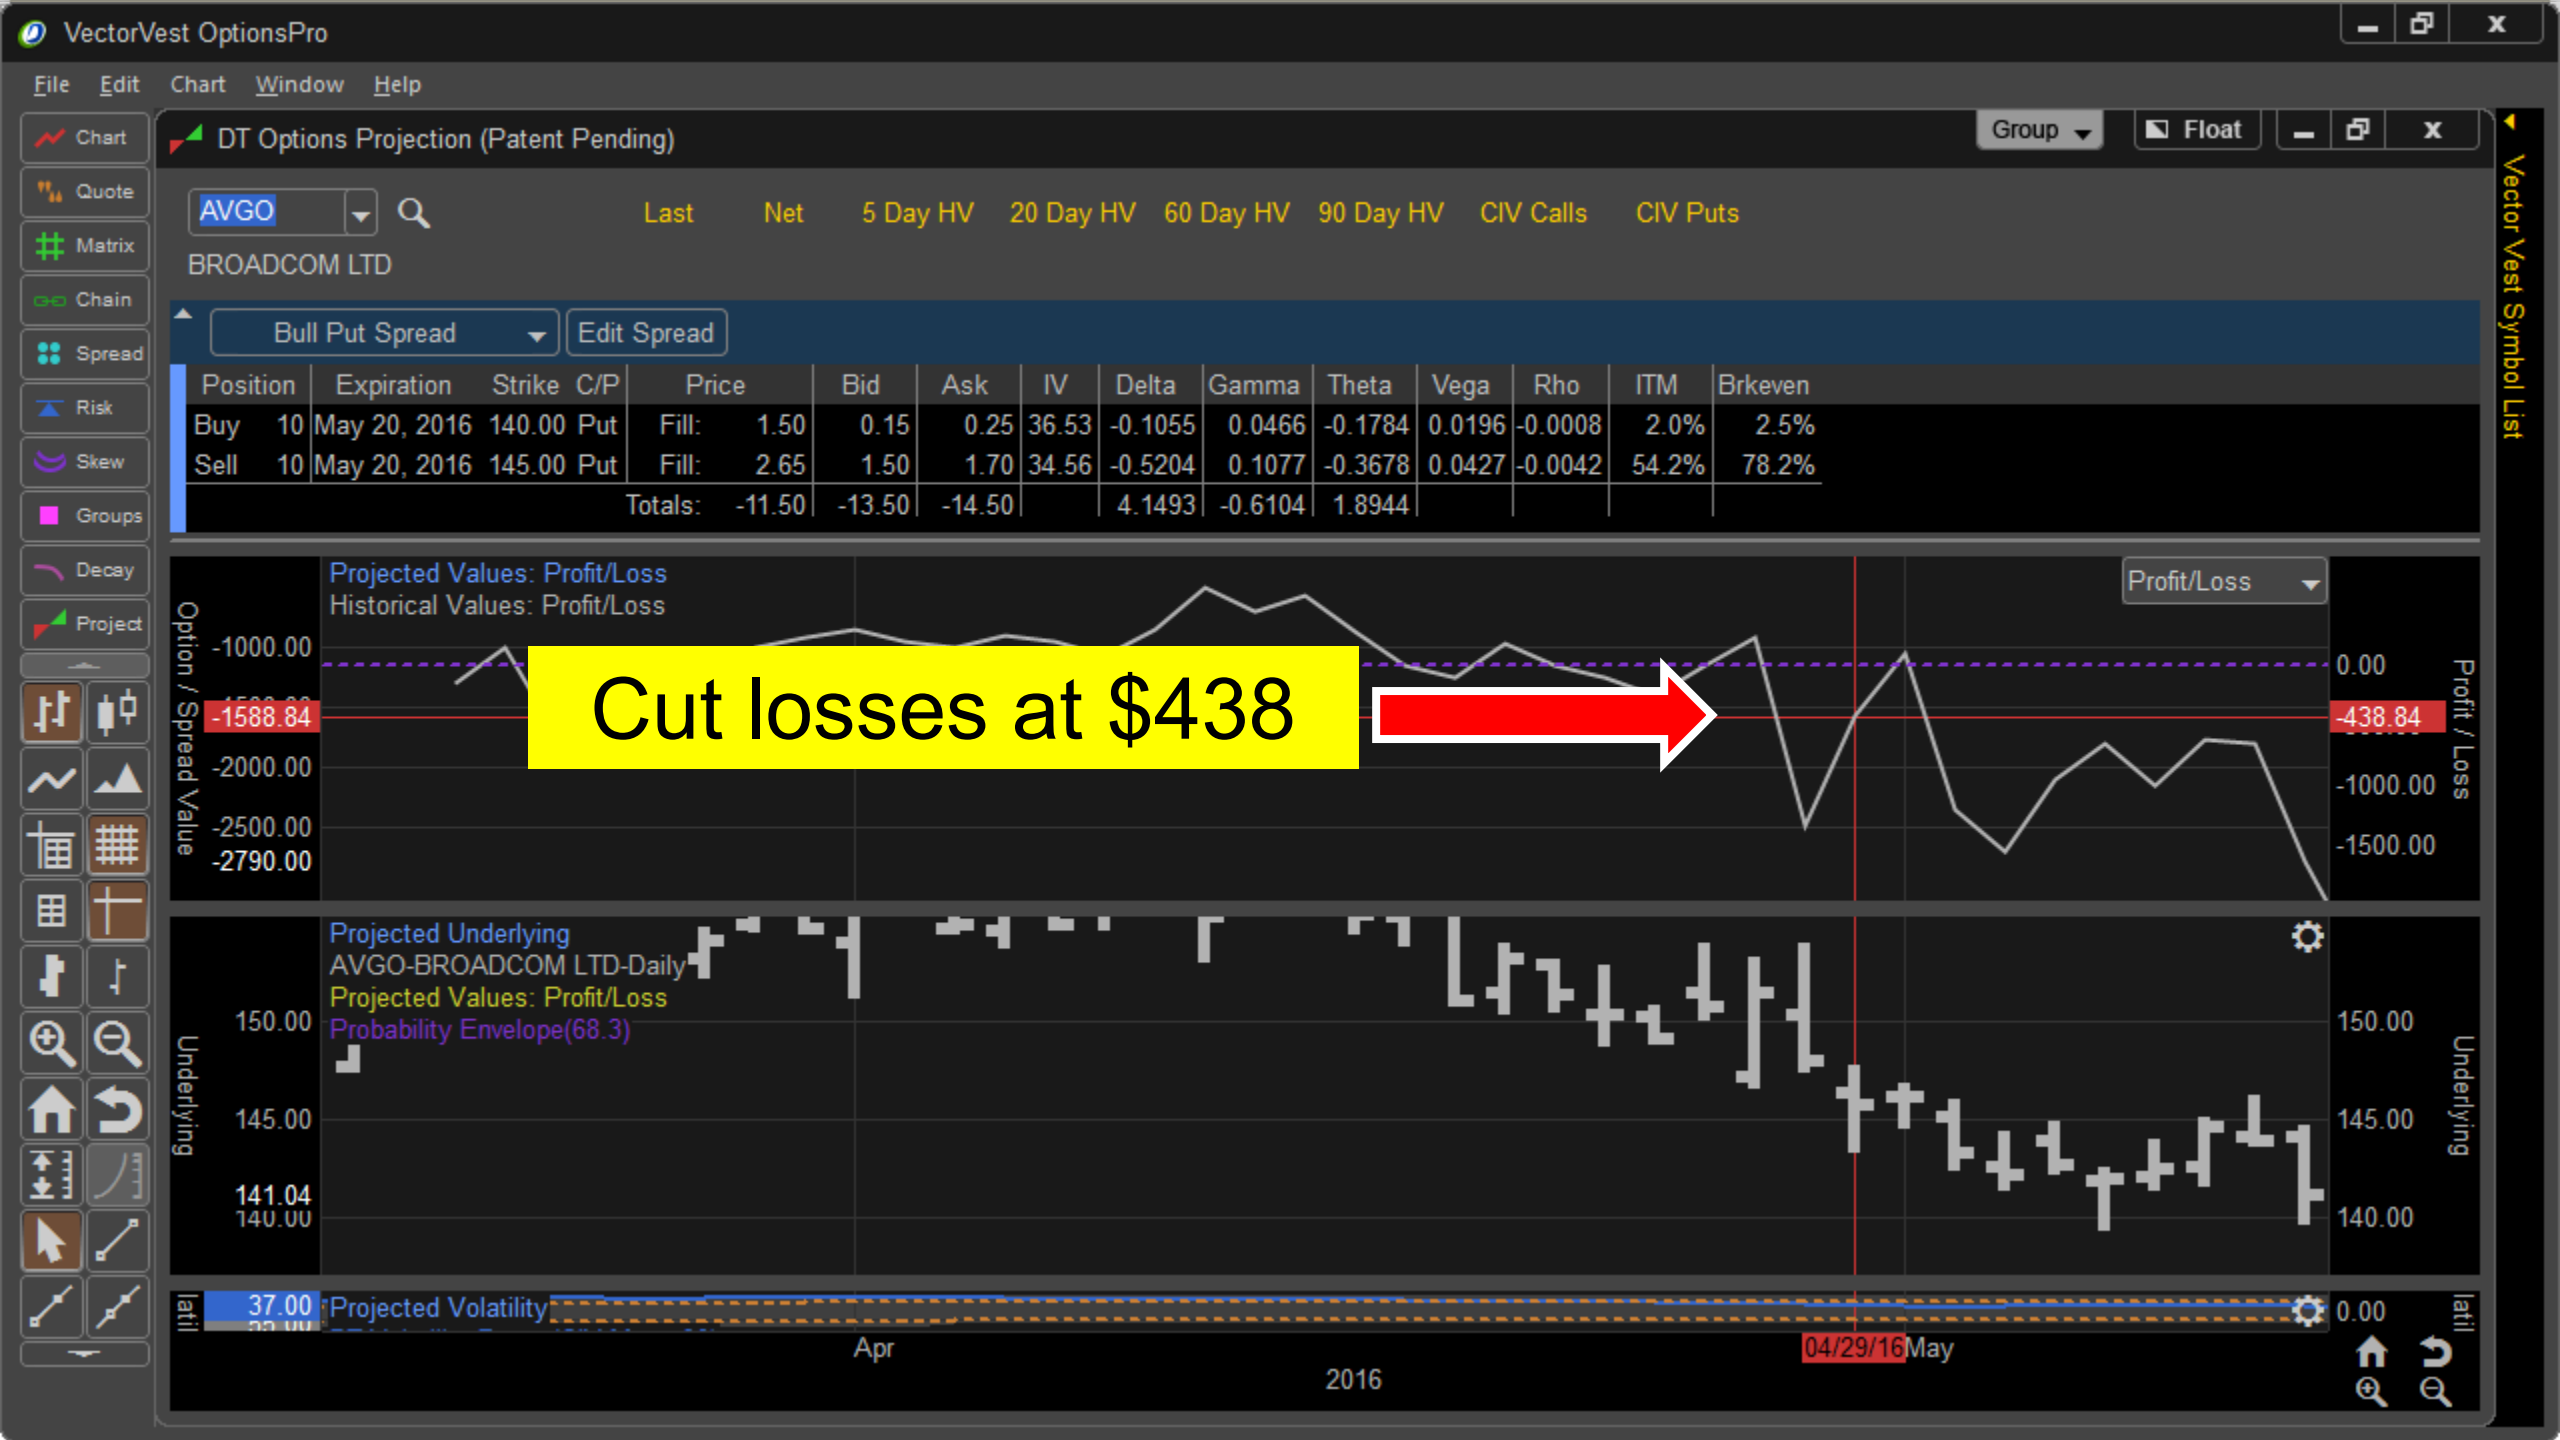 VectorVest OptionsPro
File Edit Chart Window Help
Chart
Quote
Matrix
Chain
Spread
Risk
Skew
Groups
Decay
Project
DT Options Projection (Patent Pending)
Group Float
AVGO
Last Net 5 Day HV 20 Day HV 60 Day HV 90 Day HV CIV Calls CIV Puts
BROADCOM LTD
Bull Put Spread Edit Spread
Position Expiration Strike C/P Price Bid Ask IV Delta Gamma Theta Vega Rho ITM Brkeven
Buy 10 May 20, 2016 140.00 Put Fill: 1.50 0.15 0.25 36.53 -0.1055 0.0466 -0.1784 0.0196 -0.0008 2.0% 2.5%
Sell 10 May 20, 2016 145.00 Put Fill: 2.65 1.50 1.70 34.56 -0.5204 0.1077 -0.3678 0.0427 -0.0042 54.2% 78.2%
Totals: -11.50 -13.50 -14.50 4.1493 -0.6104 1.8944
Projected Values: Profit/Loss
Historical Values: Profit/Loss
Profit/Loss
Option / Spread Value
-1000.00
-1588.84
-2000.00
-2500.00
-2790.00
Cut losses at $438
0.00
-438.84
-1000.00
-1500.00
Profit / Loss
Projected Underlying
AVGO-BROADCOM LTD-Daily
Projected Values: Profit/Loss
Probability Envelope(68.3)
Underlying
150.00
145.00
141.04
140.00
150.00
145.00
140.00
Underlying
latil
37.00
Projected Volatility
0.00
latil
Apr 04/29/16 May
2016
Vector Vest Symbol List